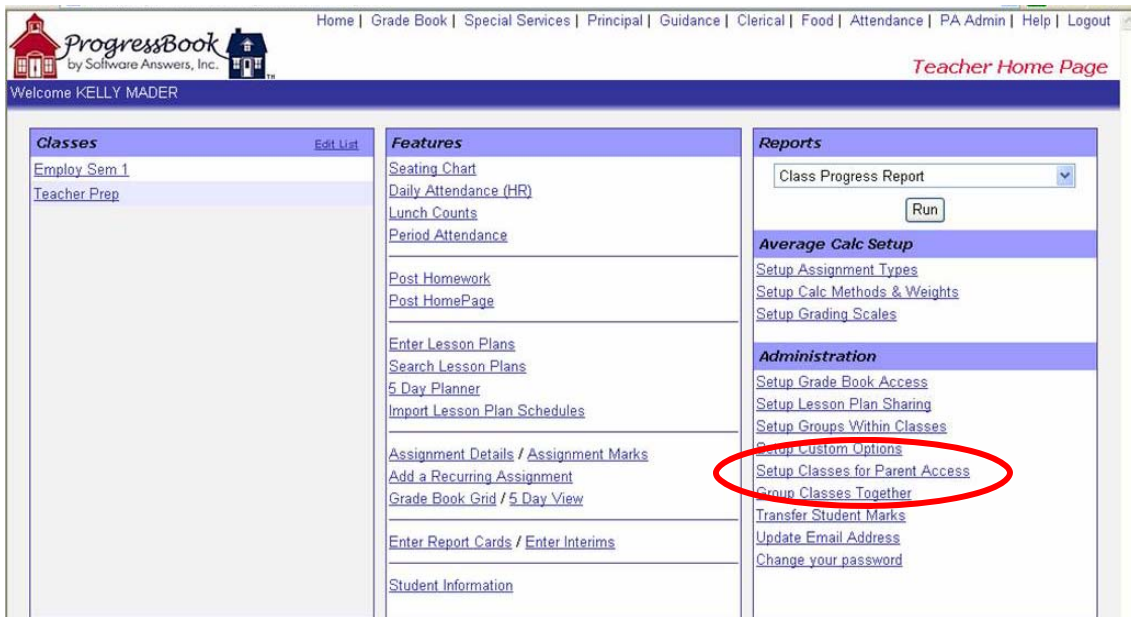 Home | Grade Book | Special Services | Principal | Guidance | Clerical | Food | Attendance | PA Admin | Help | Logout
ProgressBook
by Software Answers, Inc.
TM
Teacher Home Page
Welcome KELLY MADER
Classes Edit List
Employ Sem 1
Teacher Prep
Features
Seating Chart
Daily Attendance (HR)
Lunch Counts
Period Attendance
Post Homework
Post HomePage
Enter Lesson Plans
Search Lesson Plans
5 Day Planner
Import Lesson Plan Schedules
Assignment Details / Assignment Marks
Add a Recurring Assignment
Grade Book Grid / 5 Day View
Enter Report Cards / Enter Interims
Student Information
Reports
Class Progress Report
Run
Average Calc Setup
Setup Assignment Types
Setup Calc Methods & Weights
Setup Grading Scales
Administration
Setup Grade Book Access
Setup Lesson Plan Sharing
Setup Groups Within Classes
Setup Custom Options
Setup Classes for Parent Access
Group Classes Together
Transfer Student Marks
Update Email Address
Change your password